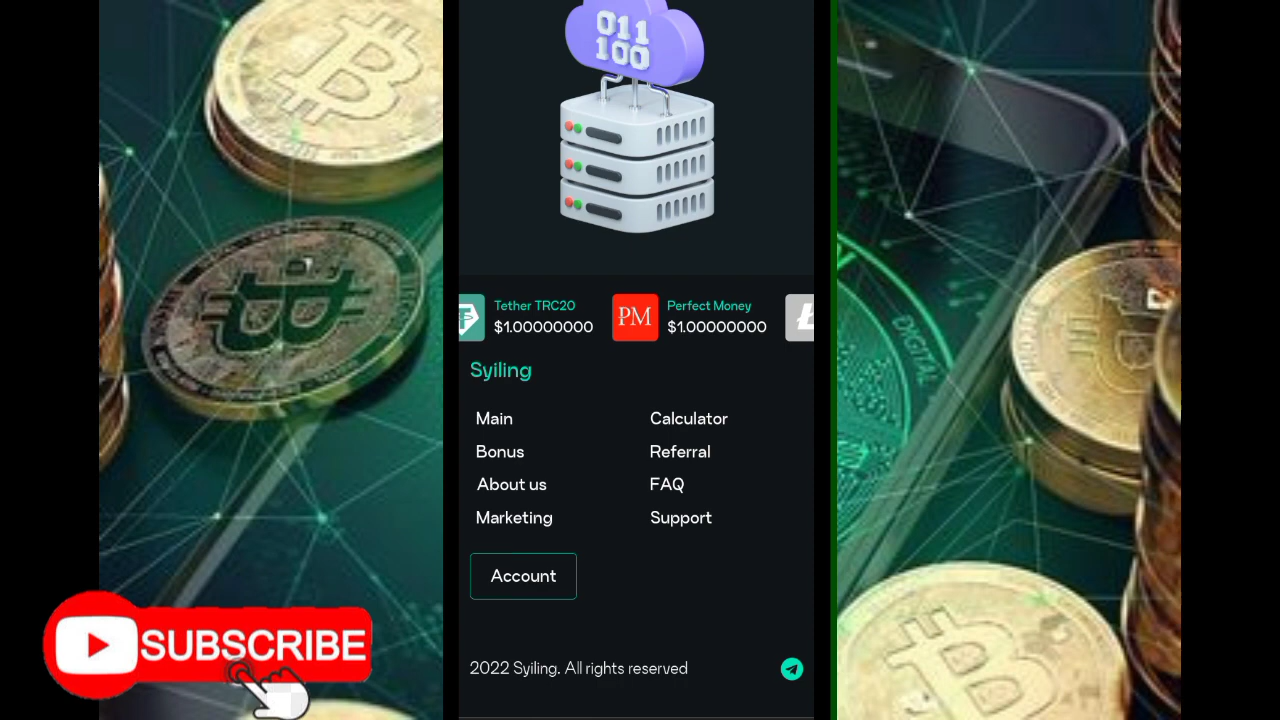 011
100
Tether TRC20
$1.00000000
PM
Perfect Money
$1.00000000
Syiling
Main
Calculator
Bonus
Referral
About us
FAQ
Marketing
Support
Account
2022 Syiling. All rights reserved
SUBSCRIBE
DIGITAL